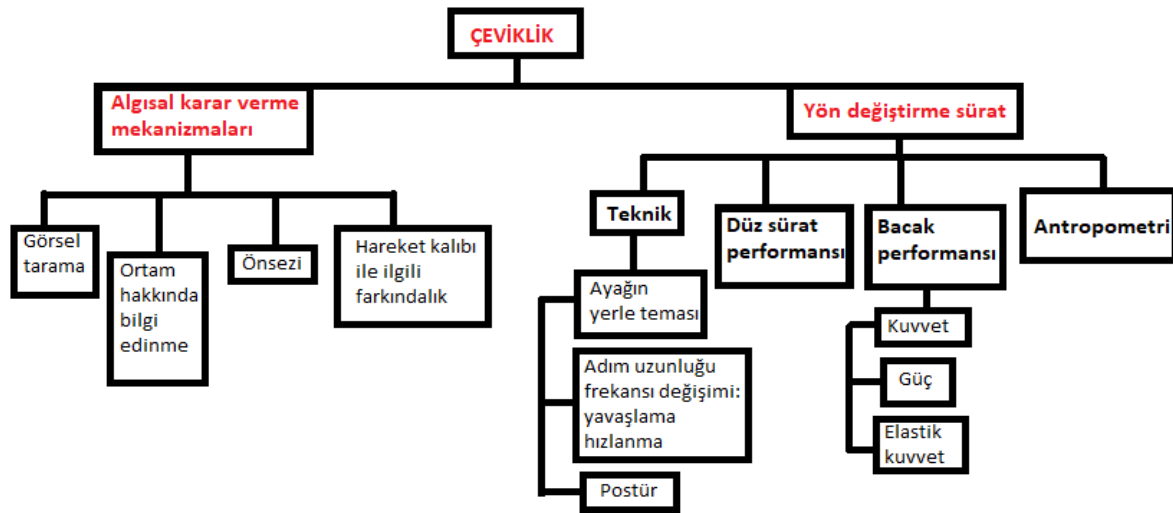 ÇEVİKLİK
Algısal karar verme
mekanizmaları
Yön değiştirme sürat
Görsel
tarama
Ortam
hakkında
bilgi
edinme
Önsezi
Hareket kalıbı
ile ilgili
farkındalık
Teknik
Ayağın
yerle teması
Adım uzunluğu
frekansı değişimi:
yavaşlama
hızlanma
Postür
Düz sürat
performansı
Bacak
performansı
Kuvvet
Güç
Elastik
kuvvet
Antropometri